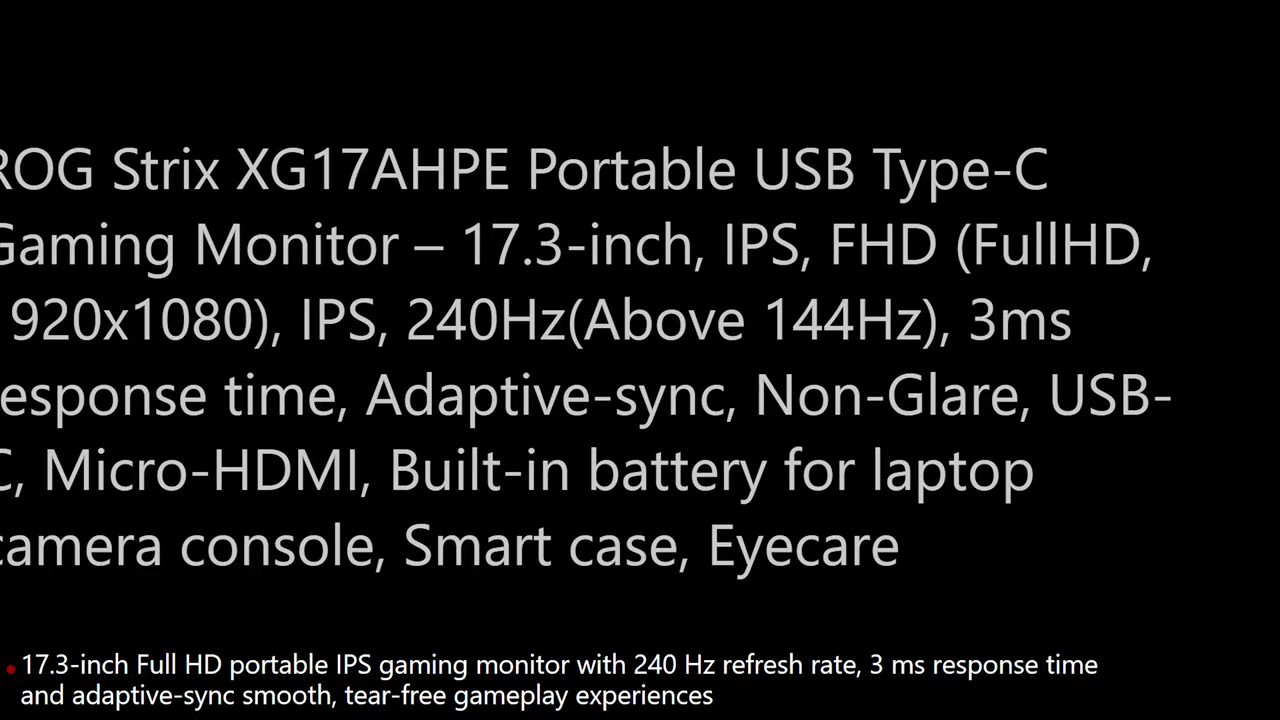 ROG Strix XG17AHPE Portable USB Type-C
Gaming Monitor – 17.3-inch, IPS, FHD (FullHD,
1920x1080), IPS, 240Hz(Above 144Hz), 3ms
response time, Adaptive-sync, Non-Glare, USB-
C, Micro-HDMI, Built-in battery for laptop
camera console, Smart case, Eyecare
17.3-inch Full HD portable IPS gaming monitor with 240 Hz refresh rate, 3 ms response time
and adaptive-sync smooth, tear-free gameplay experiences